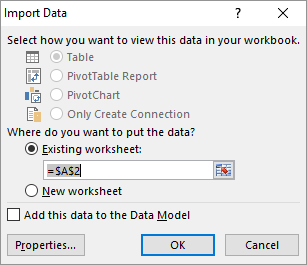 Import Data
Select how you want to view this data in your workbook.
Table
PivotTable Report
PivotChart
Only Create Connection
Where do you want to put the data?
Existing worksheet:
=$A$2
New worksheet
Add this data to the Data Model
Properties...
OK
Cancel